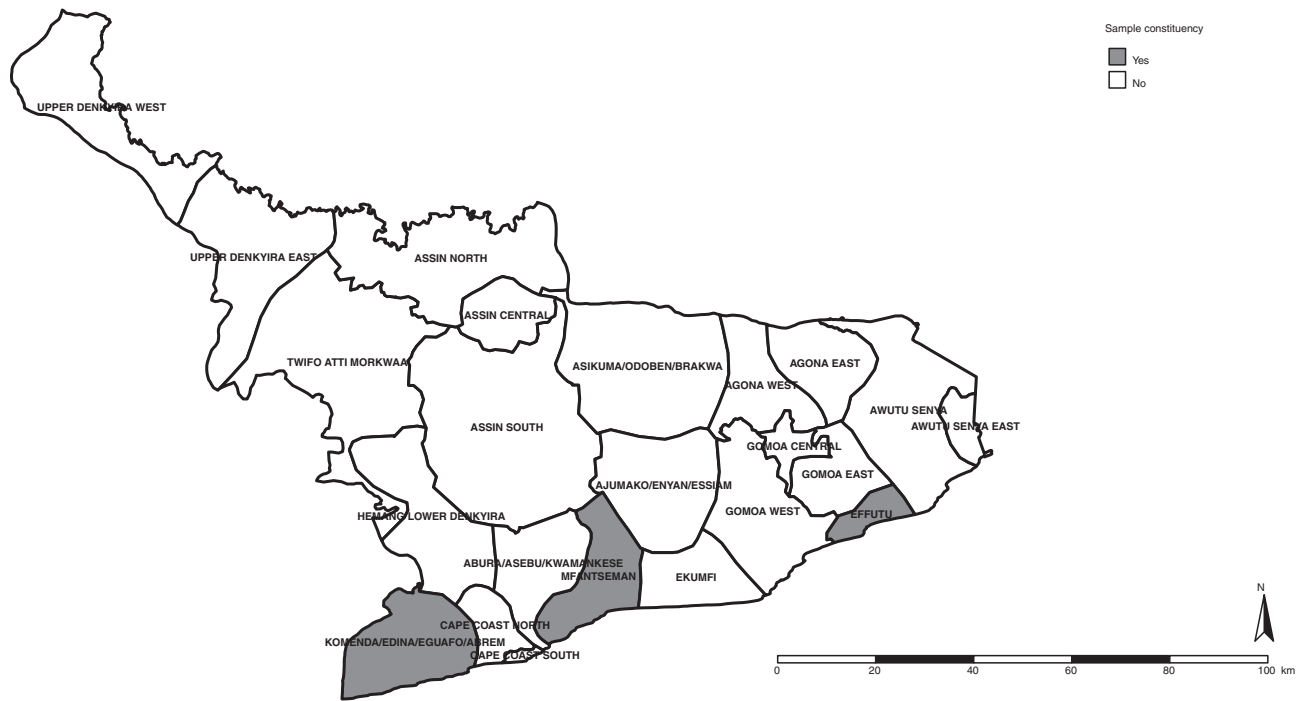 Sample constituency
Yes
No
UPPER DENKYIRA WEST
UPPER DENKYIRA EAST
ASSIN NORTH
ASSIN CENTRAL
TWIFO ATTI MORKWAA
ASIKUMA/ODOBEN/BRAKWA
AGONA EAST
AGONA WEST
AWUTU SENYA
AWUTU SENYA EAST
ASSIN SOUTH
GOMOA CENTRAL
GOMOA EAST
AJUMAKO/ENYAN/ESSIAM
GOMOA WEST
EFFUTU
HEMANG LOWER DENKYIRA
ABURA/ASEBU/KWAMANKESE
MFANTSEMAN
EKUMFI
CAPE COAST NORTH
KOMENDA/EDINA/EGUAFO/ABREM
CAPE COAST SOUTH
N
0 20 40 60 80 100 km